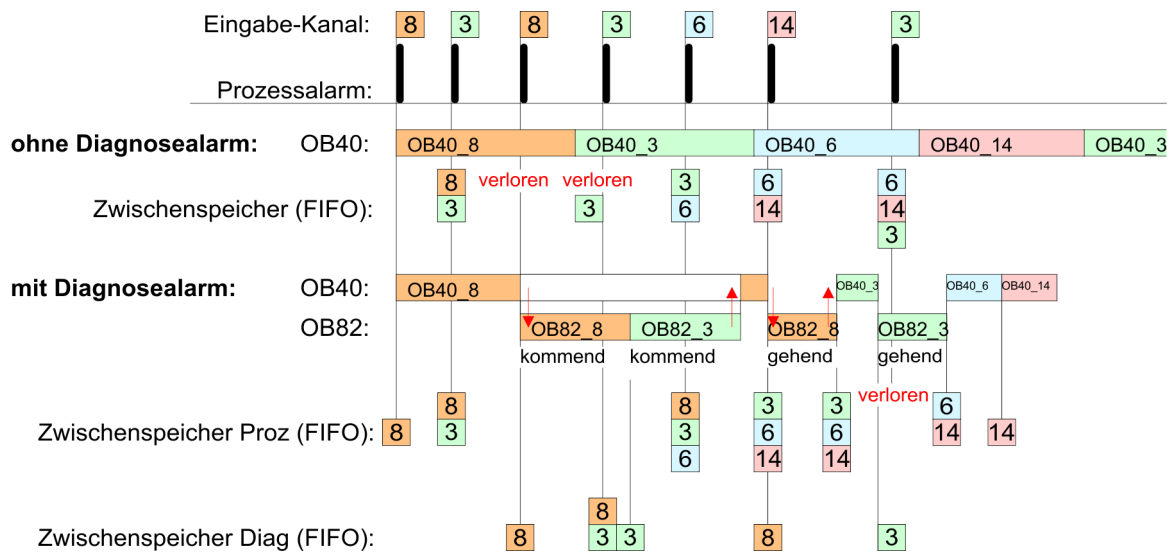 Eingabe-Kanal: 8 3 8 3 6 14 3
Prozessalarm:
ohne Diagnosealarm: OB40: OB40_8 OB40_3 OB40_6 OB40_14 OB40_3
8 verloren verloren 3 6 6
Zwischenspeicher (FIFO): 3 3 6 14 14
3
mit Diagnosealarm: OB40: OB40_8 OB40_3 OB40_6 OB40_14
OB82: OB82_8 OB82_3 OB82_8 OB82_3
kommend kommend gehend gehend
verloren
8 8 3 3 6
Zwischenspeicher Proz (FIFO): 8 3 3 6 6 14 14
6 14 14
8
Zwischenspeicher Diag (FIFO): 8 3 3 8 3